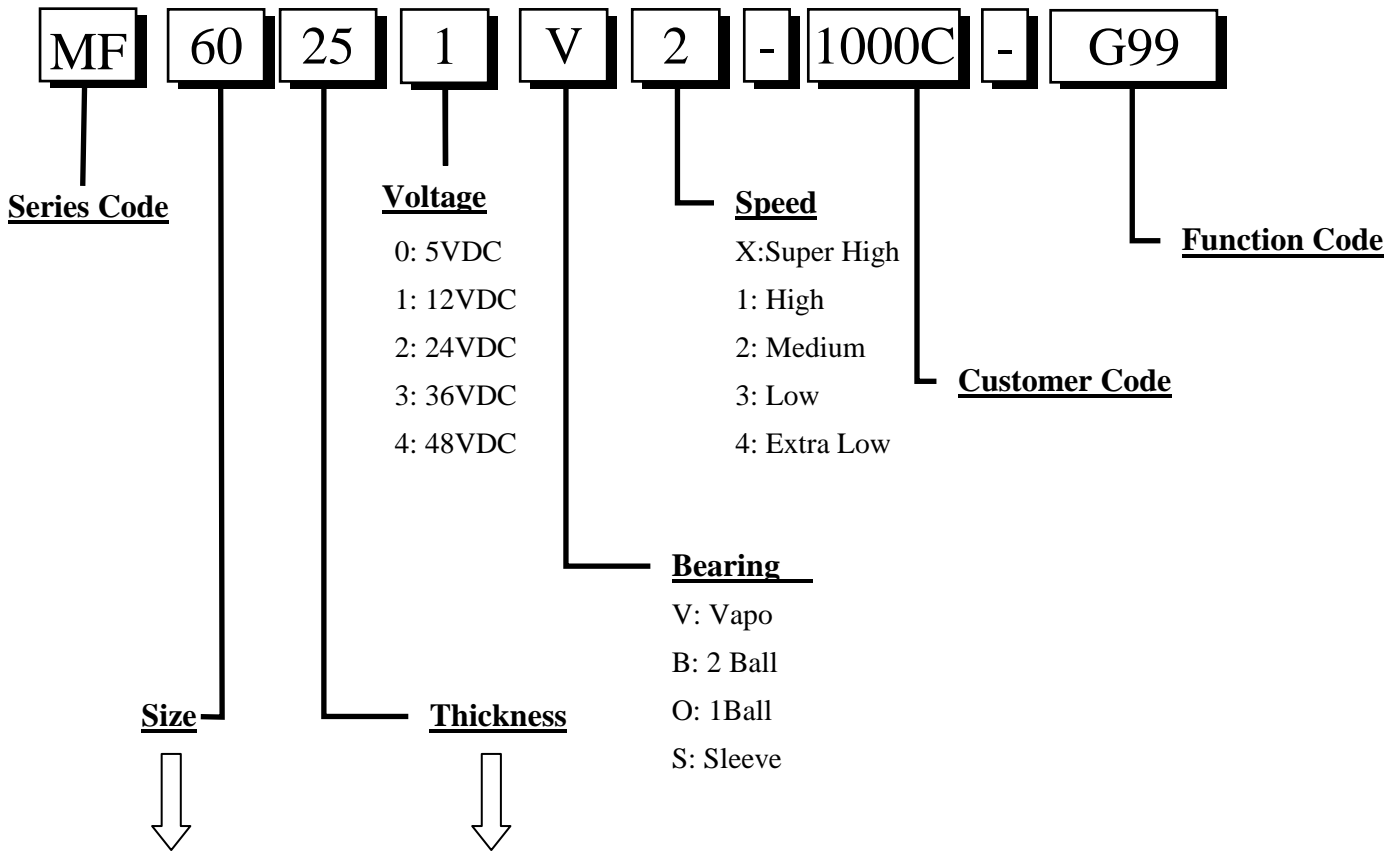 MF 60 25 1 V 2 - 1000C - G99
Series Code
Voltage
0: 5VDC
1: 12VDC
2: 24VDC
3: 36VDC
4: 48VDC
Speed
X:Super High
1: High
2: Medium
3: Low
4: Extra Low
Function Code
Customer Code
Bearing
V: Vapo
B: 2 Ball
O: 1Ball
S: Sleeve
Size
Thickness